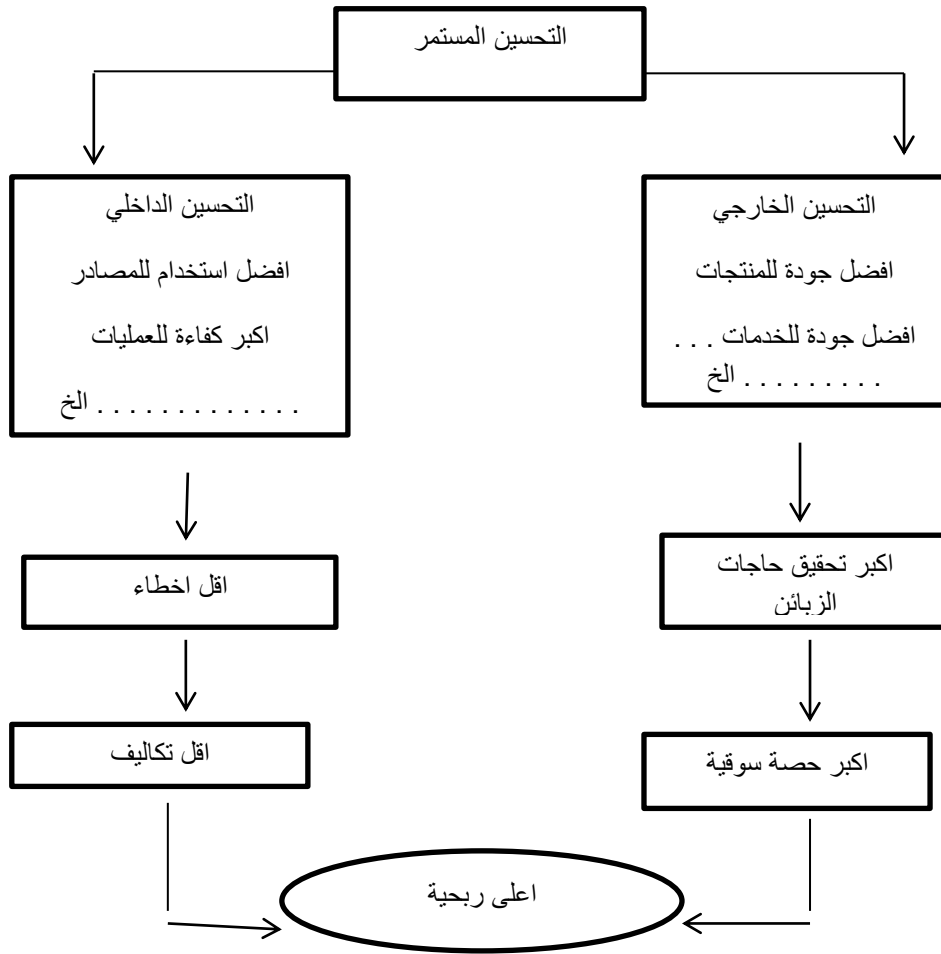 التحسين المستمر
التحسين الخارجي
افضل جودة للمنتجات
افضل جودة للخدمات . . .
. . . . . . . . . الخ
التحسين الداخلي
افضل استخدام للمصادر
اكبر كفاءة للعمليات
. . . . . . . . . . . . . الخ
اكبر تحقيق حاجات
الزبائن
اقل اخطاء
اكبر حصة سوقية
اقل تكاليف
اعلى ربحية